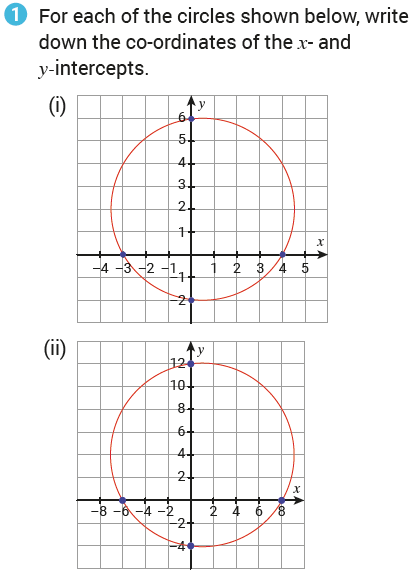 1 For each of the circles shown below, write
down the co-ordinates of the x- and
y-intercepts.
(i)
y
6
5
4
3
2
1
x
-4 -3 -2 -1 1 2 3 4 5
-1
-2
(ii)
y
12
10
8
6
4
2
x
-8 -6 -4 -2 2 4 6 8
-2
-4